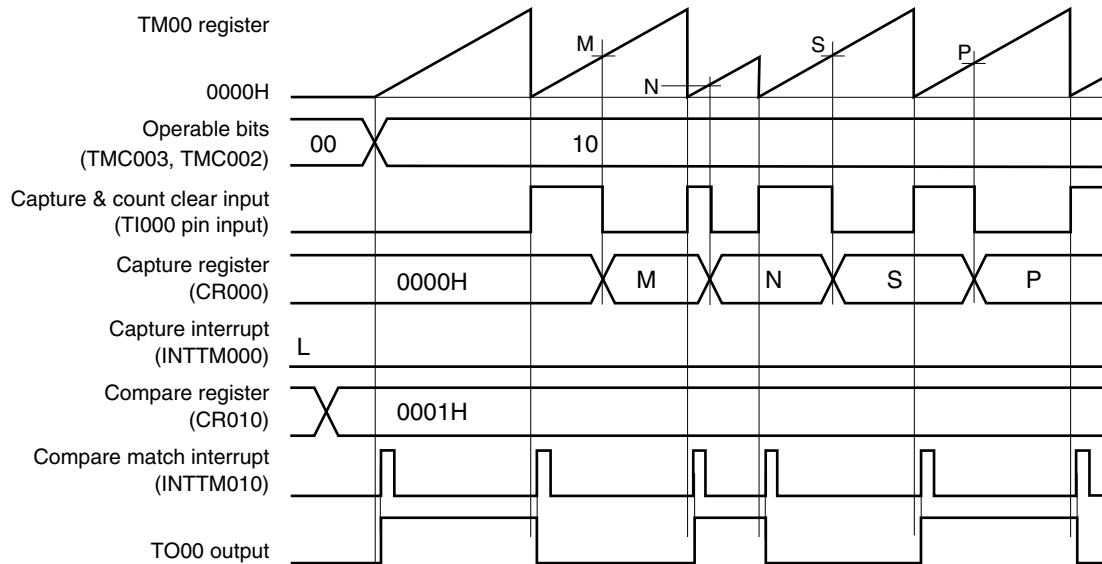 TM00 register
M
S
P
N
0000H
Operable bits
(TMC003, TMC002)
00
10
Capture & count clear input
(TI000 pin input)
Capture register
(CR000)
0000H
M
N
S
P
Capture interrupt
(INTTM000)
L
Compare register
(CR010)
0001H
Compare match interrupt
(INTTM010)
TO00 output